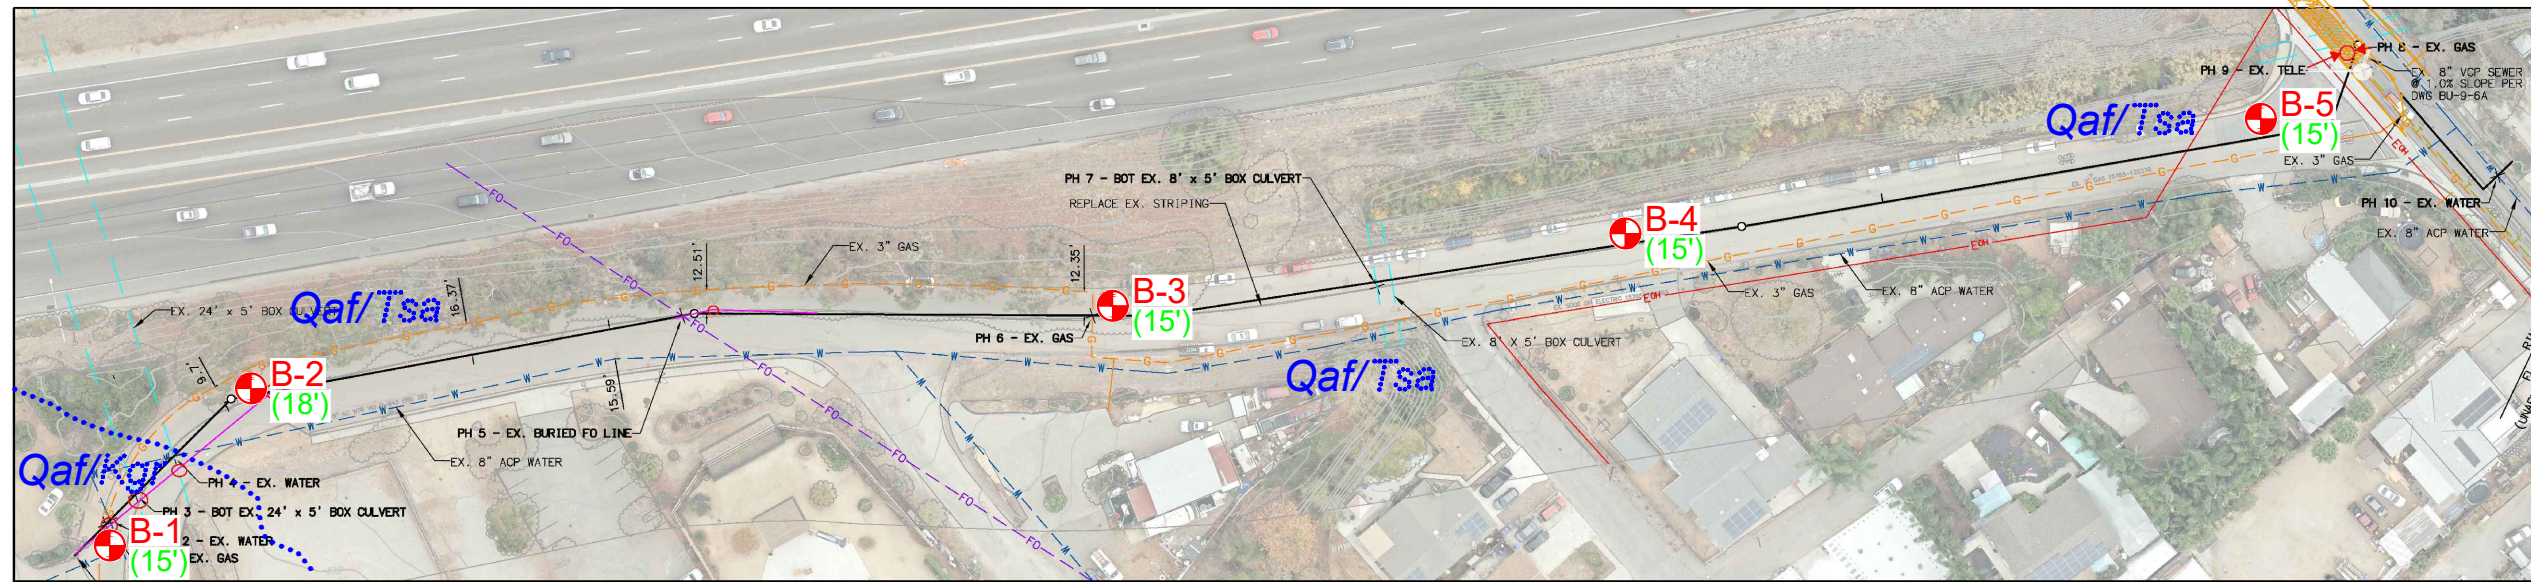 PH 8 - EX. GAS
PH 9 - EX. TELE
EX. 8" VCP SEWER
@ 1.0% SLOPE PER
DWG BU-9-6A
B-5
(15')
Qaf/Tsa
EX. 3" GAS
EOH
PH 10 - EX. WATER
EX. 8" ACP WATER
PH 7 - BOT EX. 8' x 5' BOX CULVERT
REPLACE EX. STRIPING
B-4
(15')
FO
EX. 3" GAS
12.51'
12.35'
EOH
EX. 8" ACP WATER
EX. 3" GAS
EOH
Qaf/Tsa
16.37'
EX. 24' x 5' BOX CULVERT
B-3
(15')
PH 6 - EX. GAS
EX. 8' X 5' BOX CULVERT
Qaf/Tsa
9.7'
B-2
(18')
15.59'
PH 5 - EX. BURIED FO LINE
EX. 8" ACP WATER
Qaf/Kgr
PH 4 - EX. WATER
PH 3 - BOT EX. 24' x 5' BOX CULVERT
B-1
(15')
2 - EX. WATER
EX. GAS